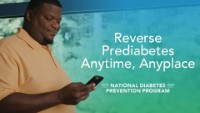 Reverse
Prediabetes
Anytime, Anyplace
NATIONAL DIABETES
PREVENTION PROGRAM